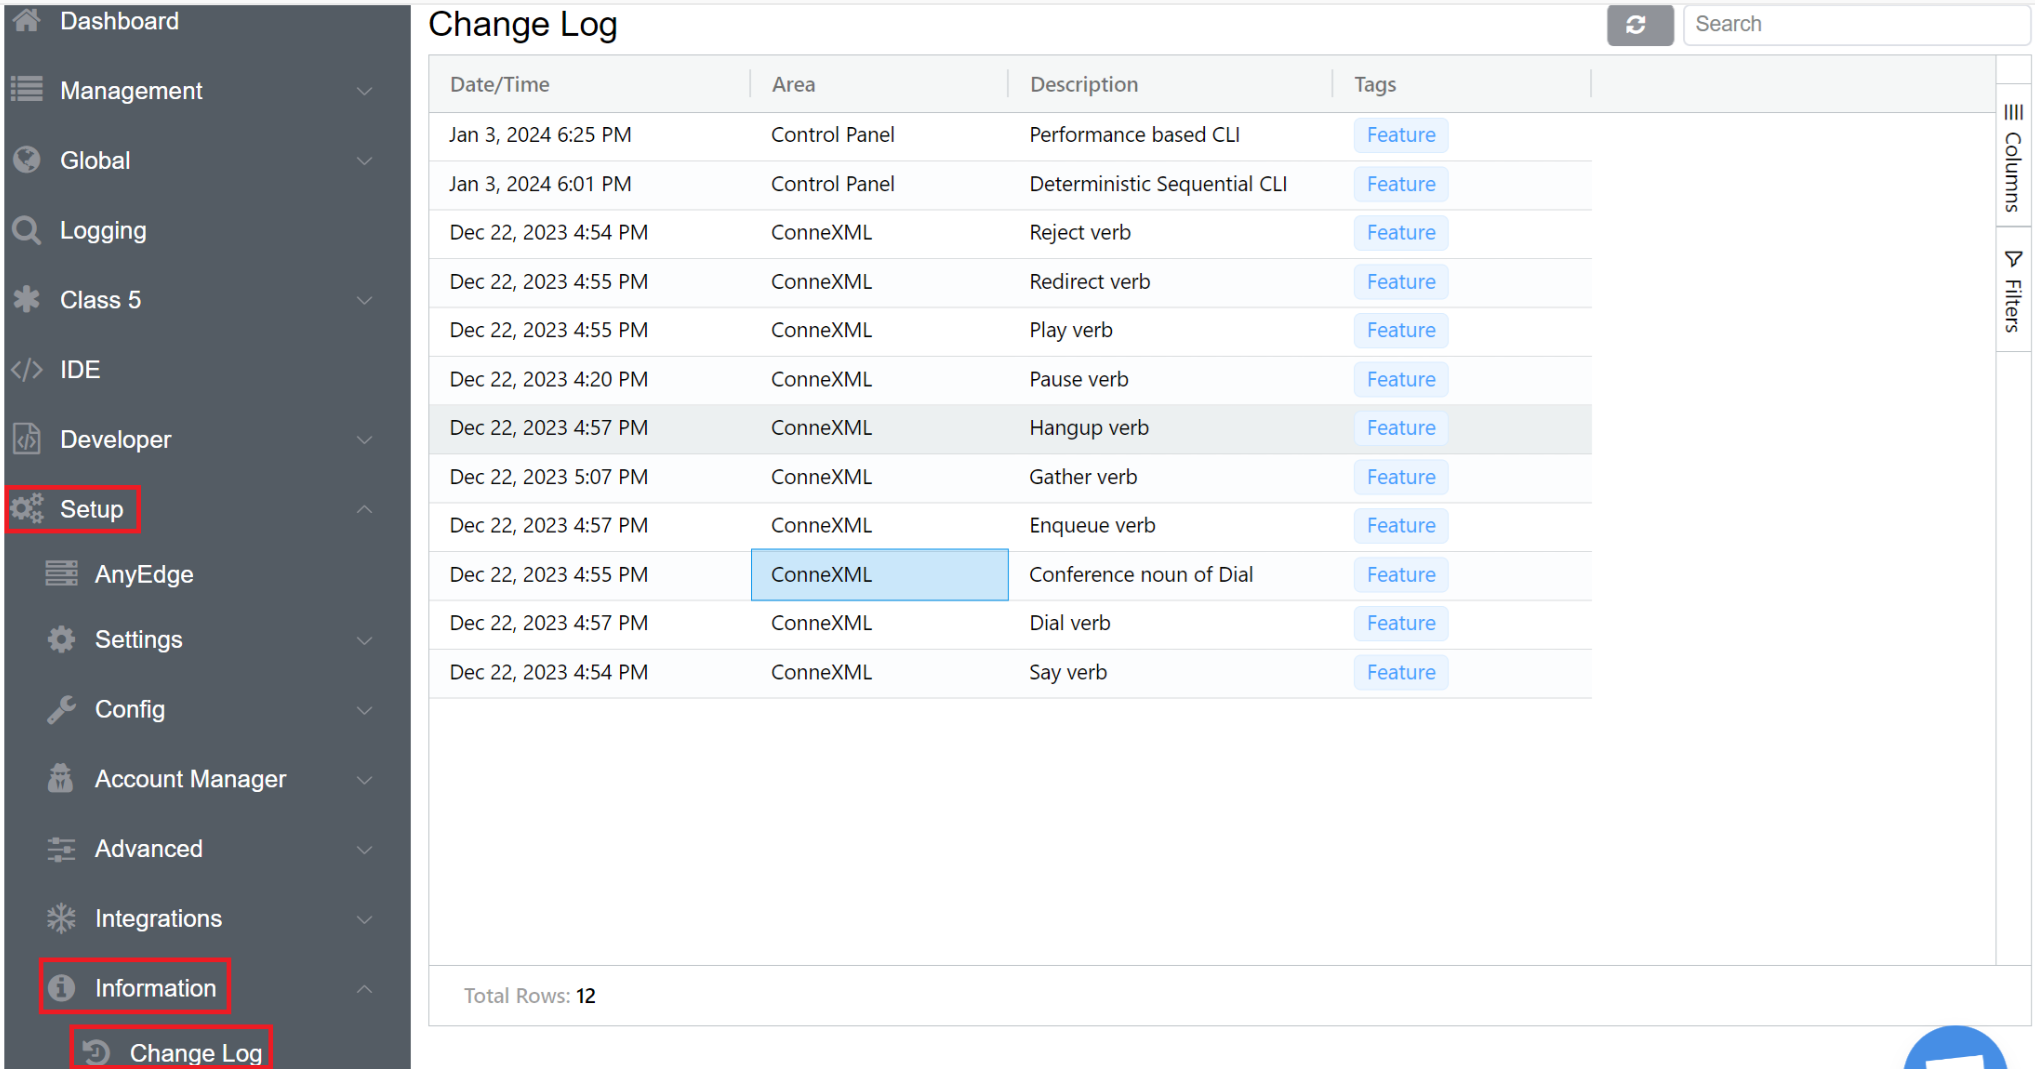 Dashboard
Management
Global
Logging
Class 5
IDE
Developer
Setup
AnyEdge
Settings
Config
Account Manager
Advanced
Integrations
Information
Change Log
Change Log
Search
Date/Time Area Description Tags
Jan 3, 2024 6:25 PM Control Panel Performance based CLI Feature
Jan 3, 2024 6:01 PM Control Panel Deterministic Sequential CLI Feature
Dec 22, 2023 4:54 PM ConneXML Reject verb Feature
Dec 22, 2023 4:55 PM ConneXML Redirect verb Feature
Dec 22, 2023 4:55 PM ConneXML Play verb Feature
Dec 22, 2023 4:20 PM ConneXML Pause verb Feature
Dec 22, 2023 4:57 PM ConneXML Hangup verb Feature
Dec 22, 2023 5:07 PM ConneXML Gather verb Feature
Dec 22, 2023 4:57 PM ConneXML Enqueue verb Feature
Dec 22, 2023 4:55 PM ConneXML Conference noun of Dial Feature
Dec 22, 2023 4:57 PM ConneXML Dial verb Feature
Dec 22, 2023 4:54 PM ConneXML Say verb Feature
Total Rows: 12
Columns
Filters